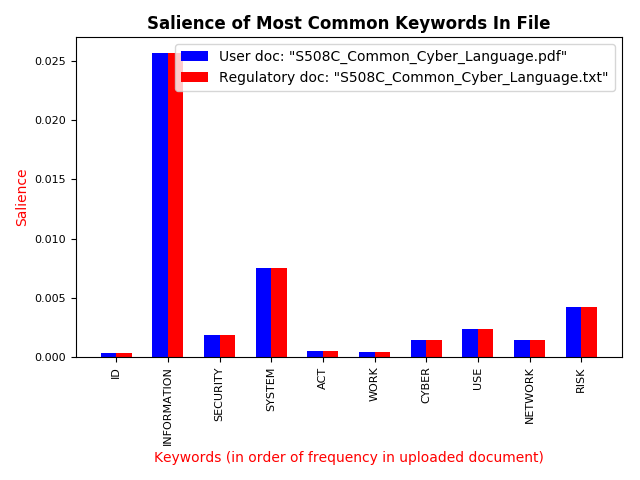 Salience of Most Common Keywords In File
User doc: "S508C_Common_Cyber_Language.pdf"
Regulatory doc: "S508C_Common_Cyber_Language.txt"
Salience
0.025
0.020
0.015
0.010
0.005
0.000
ID
INFORMATION
SECURITY
SYSTEM
ACT
WORK
CYBER
USE
NETWORK
RISK
Keywords (in order of frequency in uploaded document)